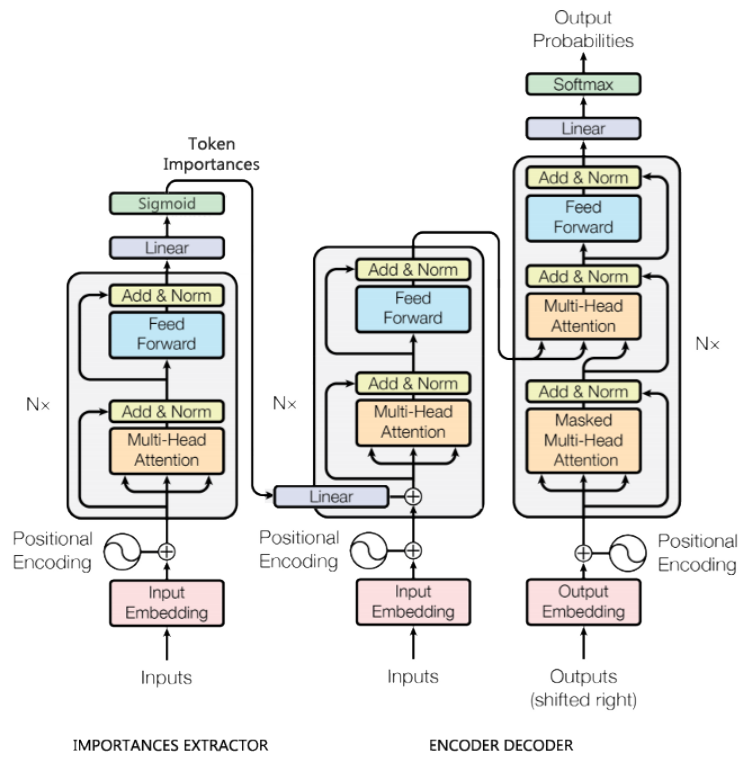 Output
Probabilities
Softmax
Linear
Add & Norm
Feed
Forward
Add & Norm
Multi-Head
Attention
Add & Norm
Masked
Multi-Head
Attention
N×
Positional
Encoding
Output
Embedding
Outputs
(shifted right)
Token
Importances
Sigmoid
Linear
Add & Norm
Feed
Forward
Add & Norm
Multi-Head
Attention
N×
Positional
Encoding
Input
Embedding
Inputs
Add & Norm
Feed
Forward
Add & Norm
Multi-Head
Attention
N×
Linear
Positional
Encoding
Input
Embedding
Inputs
IMPORTANCES EXTRACTOR
ENCODER DECODER